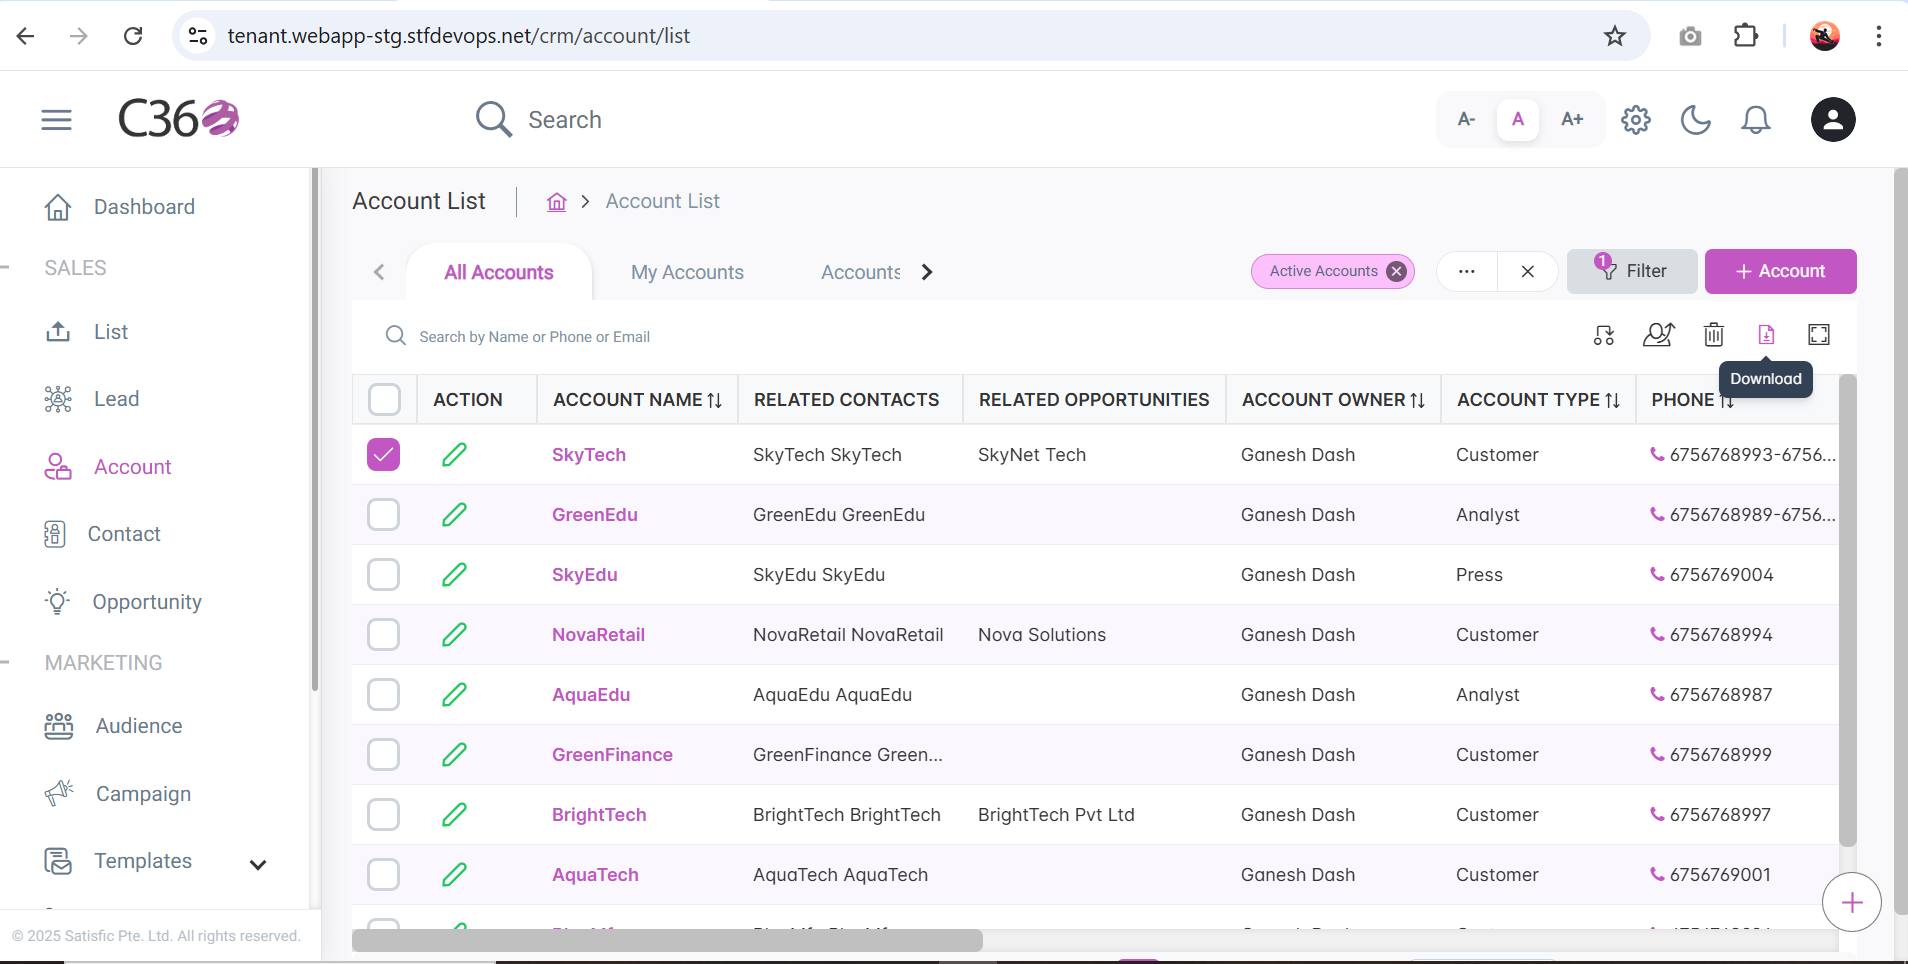 tenant.webapp-stg.stfdevops.net/crm/account/list
C36
Search
A- A A+
Dashboard
SALES
List
Lead
Account
Contact
Opportunity
MARKETING
Audience
Campaign
Templates
© 2025 Satisfic Pte. Ltd. All rights reserved.
Account List
Account List
All Accounts My Accounts Accounts
Active Accounts
1 Filter
+ Account
Search by Name or Phone or Email
Download
ACTION ACCOUNT NAME RELATED CONTACTS RELATED OPPORTUNITIES ACCOUNT OWNER ACCOUNT TYPE PHONE
SkyTech SkyTech SkyTech SkyNet Tech Ganesh Dash Customer 6756768993-6756...
GreenEdu GreenEdu GreenEdu Ganesh Dash Analyst 6756768989-6756...
SkyEdu SkyEdu SkyEdu Ganesh Dash Press 6756769004
NovaRetail NovaRetail NovaRetail Nova Solutions Ganesh Dash Customer 6756768994
AquaEdu AquaEdu AquaEdu Ganesh Dash Analyst 6756768987
GreenFinance GreenFinance Green... Ganesh Dash Customer 6756768999
BrightTech BrightTech BrightTech BrightTech Pvt Ltd Ganesh Dash Customer 6756768997
AquaTech AquaTech AquaTech Ganesh Dash Customer 6756769001